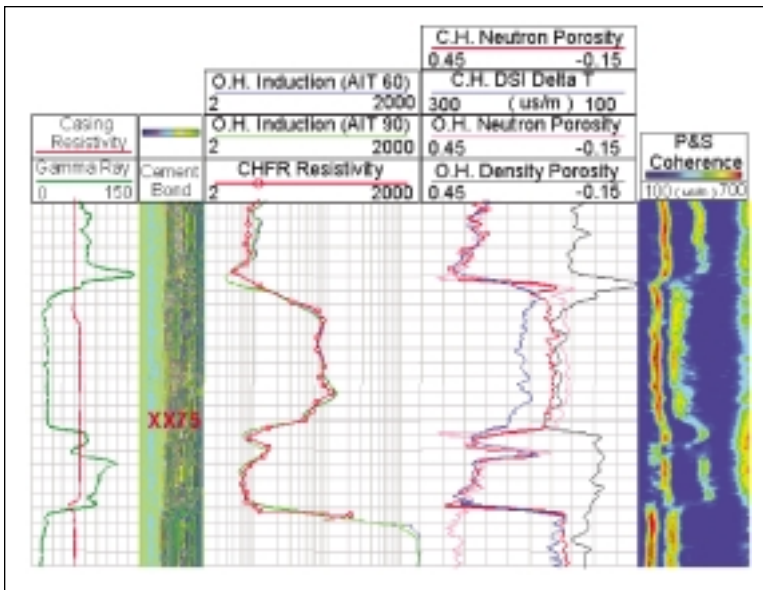 C.H. Neutron Porosity
0.45 -0.15
O.H. Induction (AIT 60)
2 2000
C.H. DSI Delta T
300 (us/m) 100
Casing
Resistivity
O.H. Induction (AIT 90)
2 2000
O.H. Neutron Porosity
0.45 -0.15
P&S
Coherence
100 (us/m) 700
Gamma Ray
0 150
Cement
Bond
CHFR Resistivity
2 2000
O.H. Density Porosity
0.45 -0.15
XX75